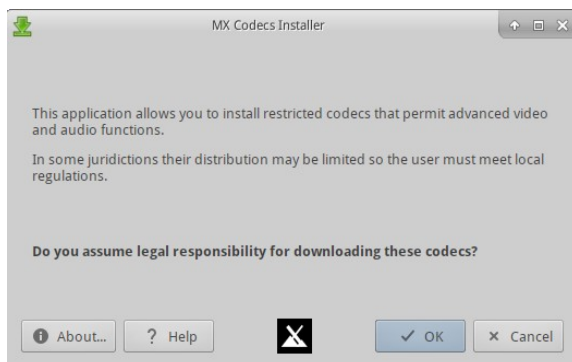 MX Codecs Installer
This application allows you to install restricted codecs that permit advanced video
and audio functions.
In some juridictions their distribution may be limited so the user must meet local
regulations.
Do you assume legal responsibility for downloading these codecs?
About... ? Help OK Cancel